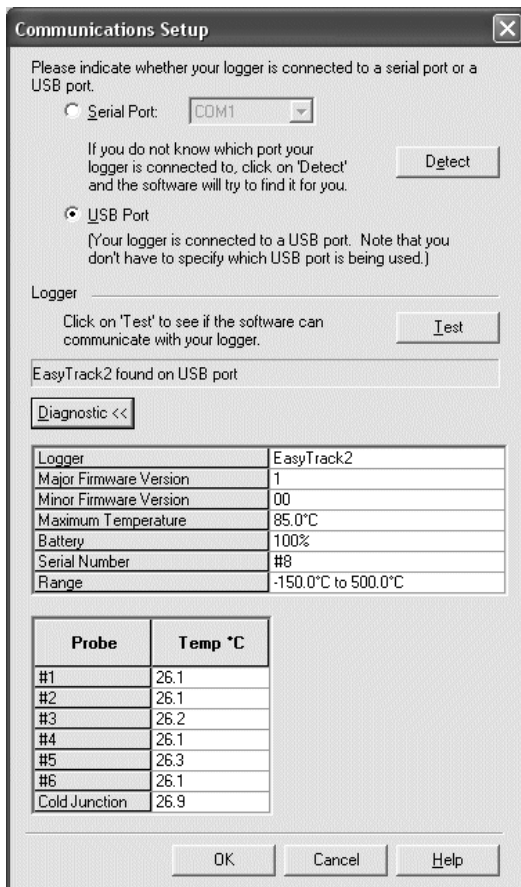 Communications Setup
Please indicate whether your logger is connected to a serial port or a
USB port.
Serial Port: COM1
If you do not know which port your
logger is connected to, click on 'Detect'
and the software will try to find it for you.
Detect
USB Port
(Your logger is connected to a USB port. Note that you
don't have to specify which USB port is being used.)
Logger
Click on 'Test' to see if the software can
communicate with your logger.
Test
EasyTrack2 found on USB port
Diagnostic <<
Logger EasyTrack2
Major Firmware Version 1
Minor Firmware Version 00
Maximum Temperature 85.0°C
Battery 100%
Serial Number #8
Range -150.0°C to 500.0°C
Probe Temp °C
#1 26.1
#2 26.1
#3 26.2
#4 26.1
#5 26.3
#6 26.1
Cold Junction 26.9
OK Cancel Help